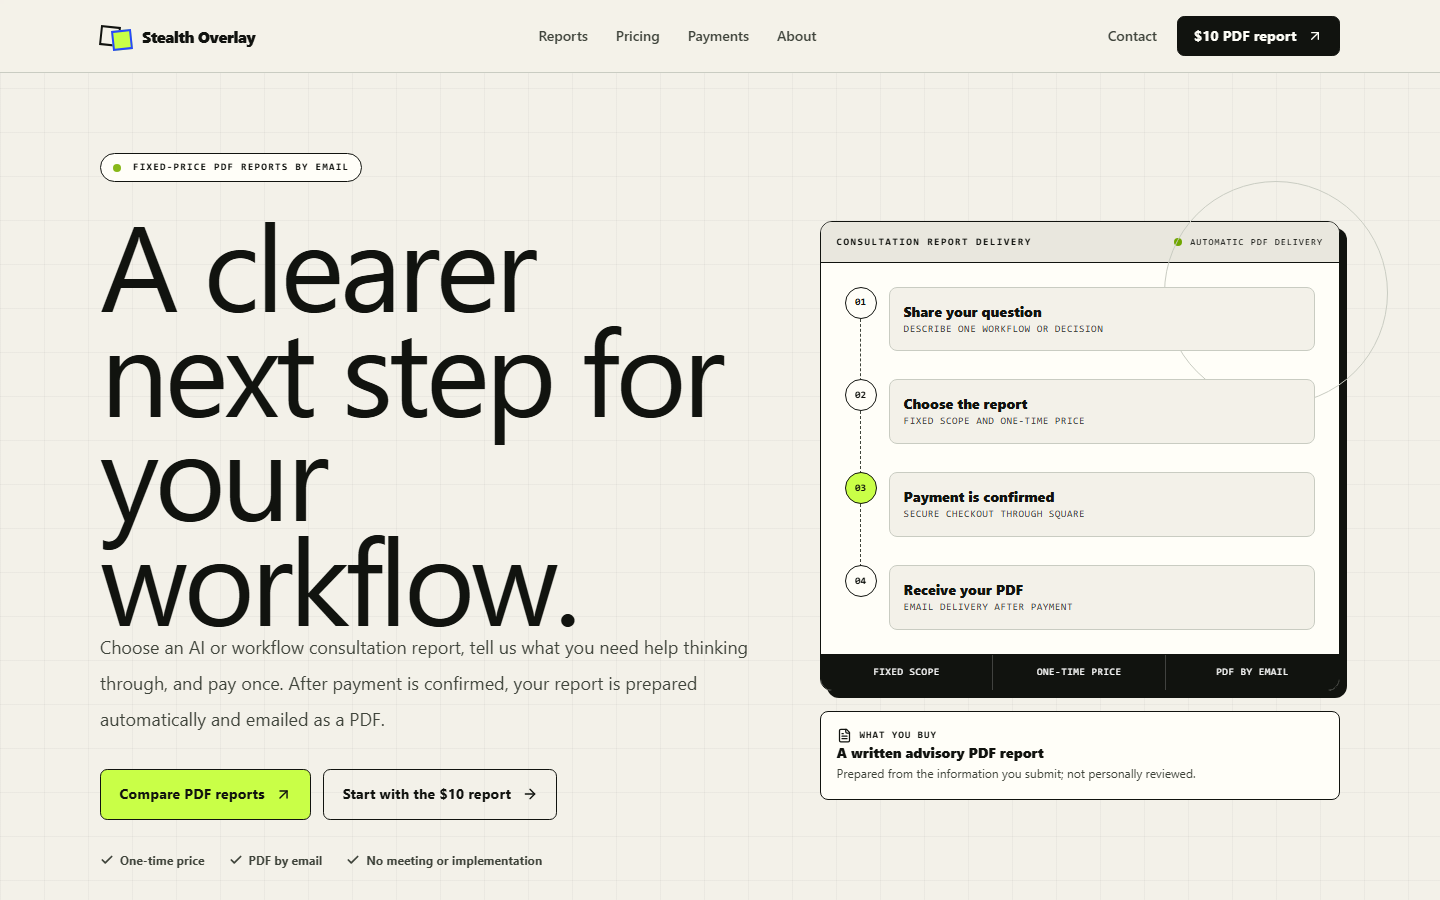 Stealth Overlay
Reports
Pricing
Payments
About
Contact
$10 PDF report
FIXED-PRICE PDF REPORTS BY EMAIL
A clearer
next step for
your
workflow.
Choose an AI or workflow consultation report, tell us what you need help thinking
through, and pay once. After payment is confirmed, your report is prepared
automatically and emailed as a PDF.
Compare PDF reports
Start with the $10 report
One-time price
PDF by email
No meeting or implementation
CONSULTATION REPORT DELIVERY
AUTOMATIC PDF DELIVERY
01
Share your question
DESCRIBE ONE WORKFLOW OR DECISION
02
Choose the report
FIXED SCOPE AND ONE-TIME PRICE
03
Payment is confirmed
SECURE CHECKOUT THROUGH SQUARE
04
Receive your PDF
EMAIL DELIVERY AFTER PAYMENT
FIXED SCOPE
ONE-TIME PRICE
PDF BY EMAIL
WHAT YOU BUY
A written advisory PDF report
Prepared from the information you submit; not personally reviewed.